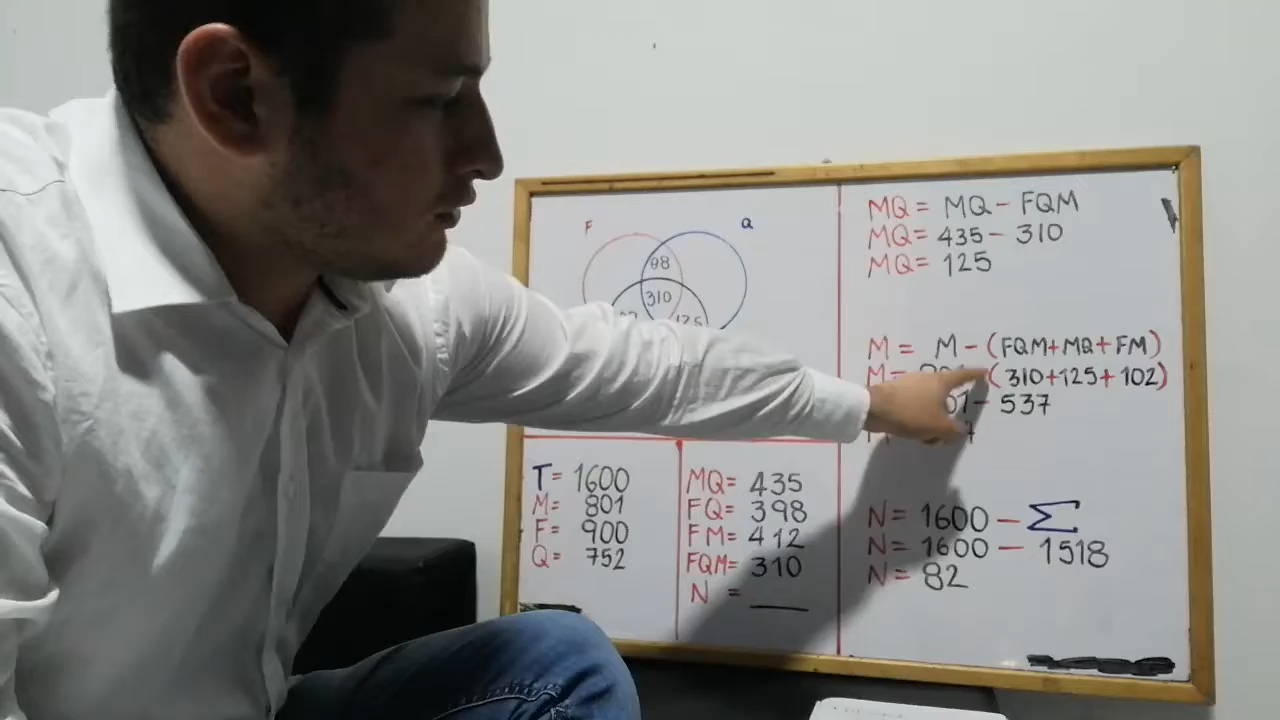 F Q
98
310
125
MQ = MQ - FQM
MQ = 435 - 310
MQ = 125
M = M - (FQM+MQ+FM)
(310+125+102)
- 537
N = 1600 - Σ
N = 1600 - 1518
N = 82
T = 1600
M = 801
F = 900
Q = 752
MQ = 435
FQ = 398
FM = 412
FQM = 310
N = ___